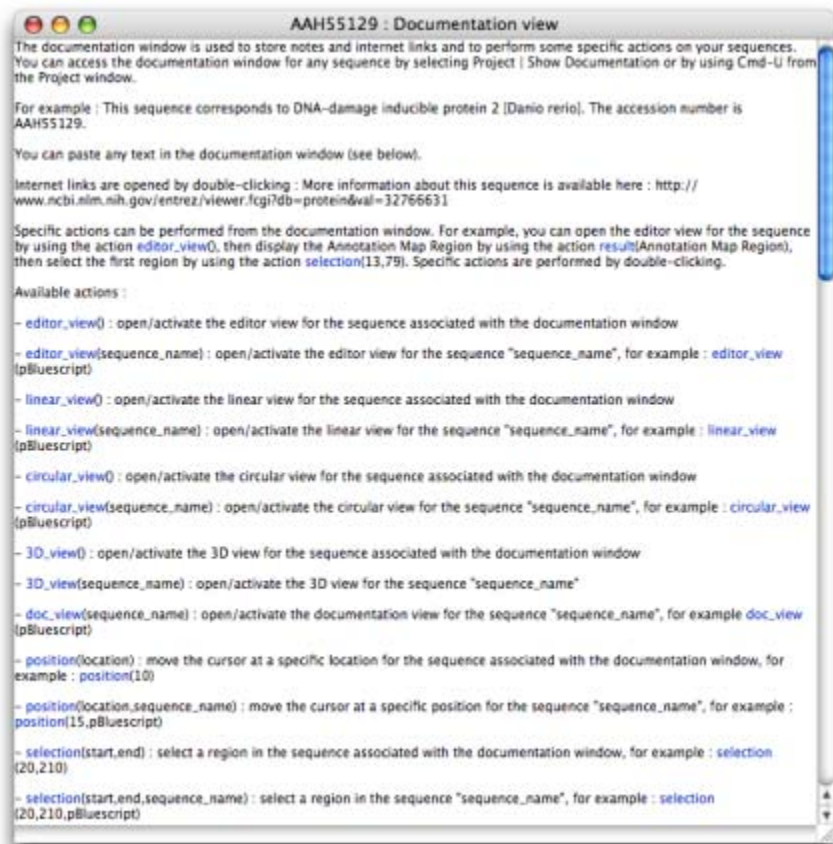 AAH55129 : Documentation view
The documentation window is used to store notes and internet links and to perform some specific actions on your sequences.
You can access the documentation window for any sequence by selecting Project | Show Documentation or by using Cmd-U from
the Project window.
For example : This sequence corresponds to DNA-damage inducible protein 2 [Danio rerio]. The accession number is
AAH55129.
You can paste any text in the documentation window (see below).
Internet links are opened by double-clicking : More information about this sequence is available here : http://
www.ncbi.nlm.nih.gov/entrez/viewer.fcgi?db=protein&val=32766631
Specific actions can be performed from the documentation window. For example, you can open the editor view for the sequence
by using the action editor_view(), then display the Annotation Map Region by using the action result(Annotation Map Region),
then select the first region by using the action selection(13,79). Specific actions are performed by double-clicking.
Available actions :
- editor_view() : open/activate the editor view for the sequence associated with the documentation window
- editor_view(sequence_name) : open/activate the editor view for the sequence "sequence_name", for example : editor_view
(pBluescript)
- linear_view() : open/activate the linear view for the sequence associated with the documentation window
- linear_view(sequence_name) : open/activate the linear view for the sequence "sequence_name", for example : linear_view
(pBluescript)
- circular_view() : open/activate the circular view for the sequence associated with the documentation window
- circular_view(sequence_name) : open/activate the circular view for the sequence "sequence_name", for example : circular_view
(pBluescript)
- 3D_view() : open/activate the 3D view for the sequence associated with the documentation window
- 3D_view(sequence_name) : open/activate the 3D view for the sequence "sequence_name"
- doc_view(sequence_name) : open/activate the documentation view for the sequence "sequence_name", for example doc_view
(pBluescript)
- position(location) : move the cursor at a specific location for the sequence associated with the documentation window, for
example : position(10)
- position(location,sequence_name) : move the cursor at a specific position for the sequence "sequence_name", for example :
position(15,pBluescript)
- selection(start,end) : select a region in the sequence associated with the documentation window, for example : selection
(20,210)
- selection(start,end,sequence_name) : select a region in the sequence "sequence_name", for example : selection
(20,210,pBluescript)